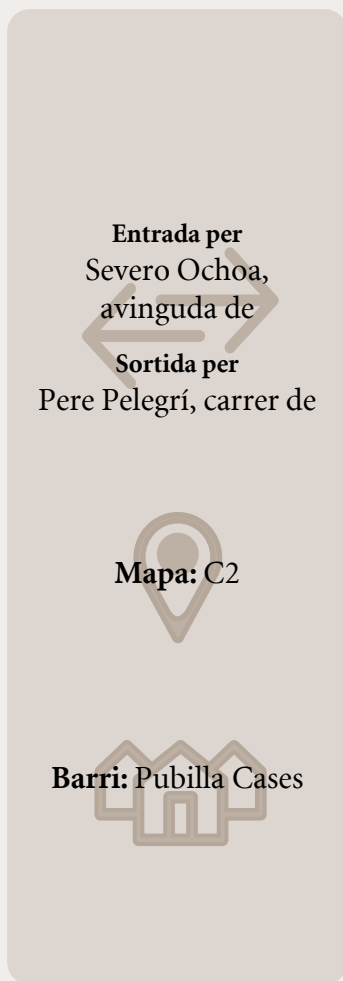 Entrada per
Severo Ochoa,
avinguda de
Sortida per
Pere Pelegrí, carrer de
Mapa: C2
Barri: Pubilla Cases